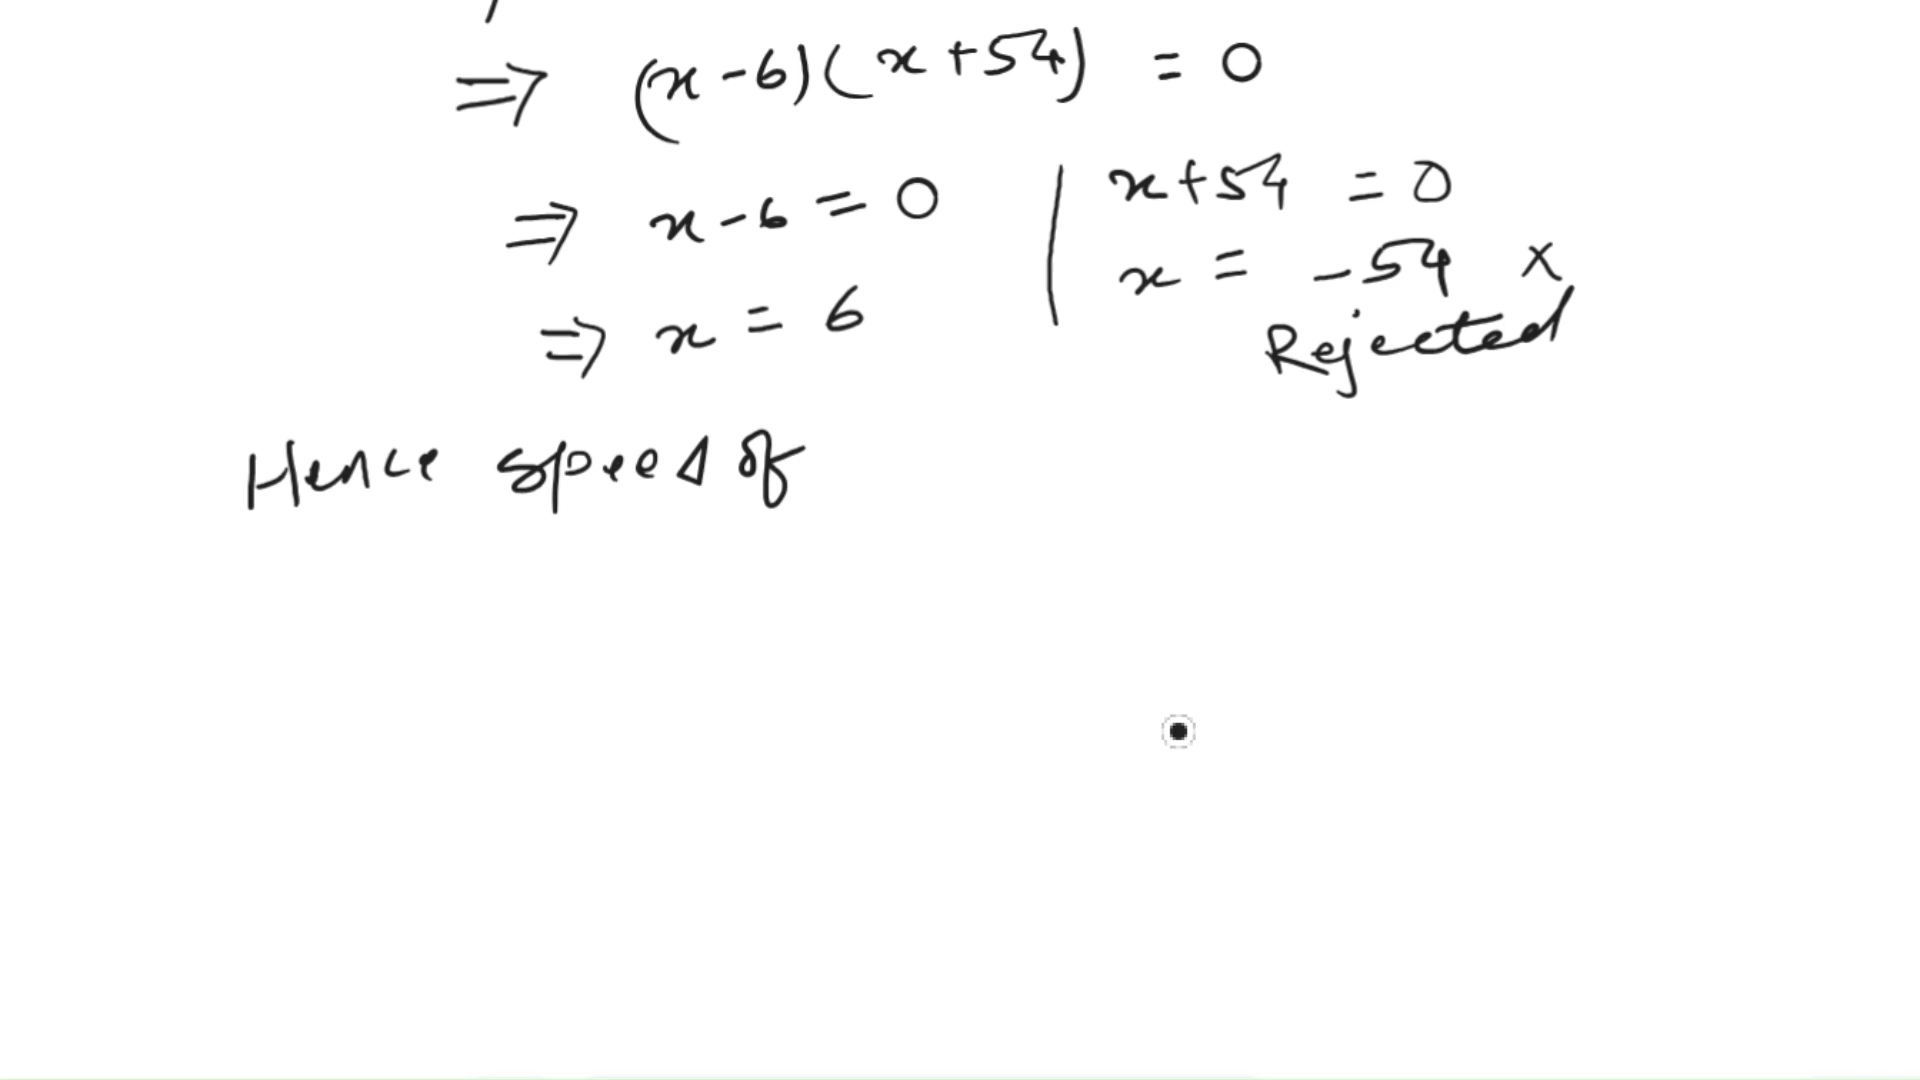 ⇒ (x-6)(x+54) = 0
⇒ x-6 = 0 | x+54 = 0
x = -54 ×
⇒ x = 6
Rejected
Hence speed of